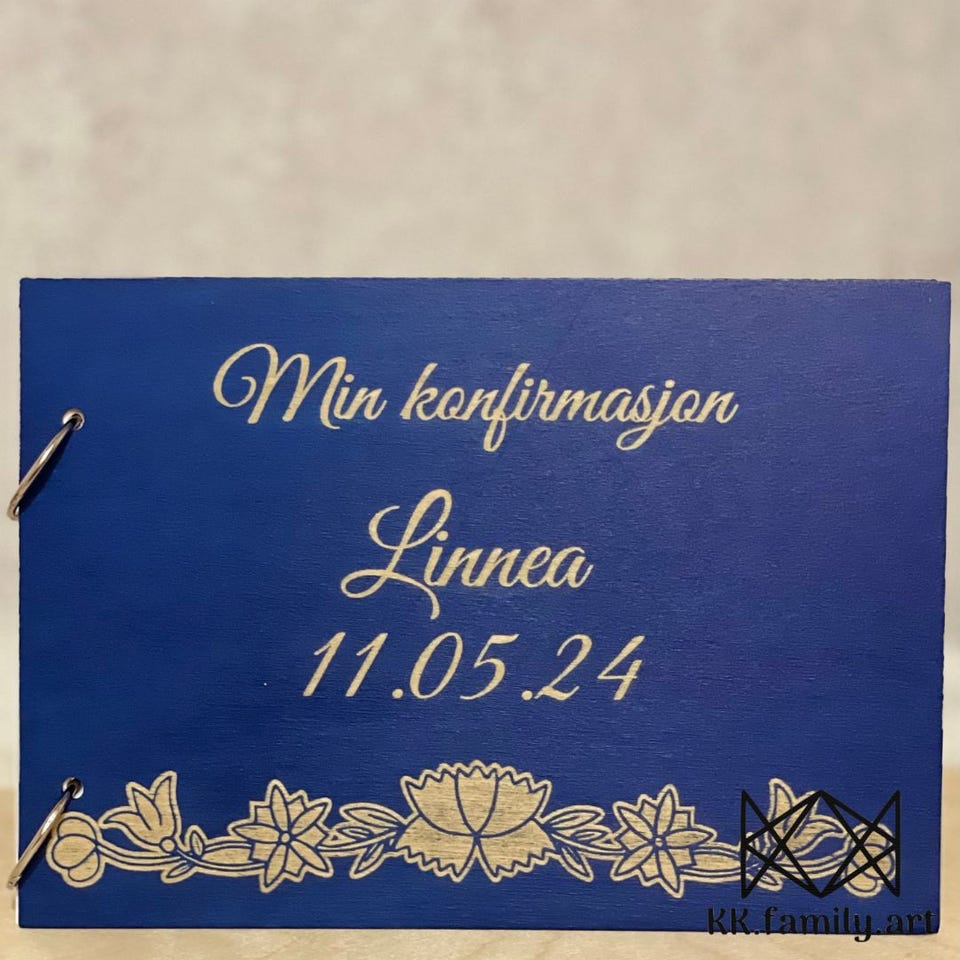 Min konfirmasjon
Linnea
11.05.24
KK.family.art